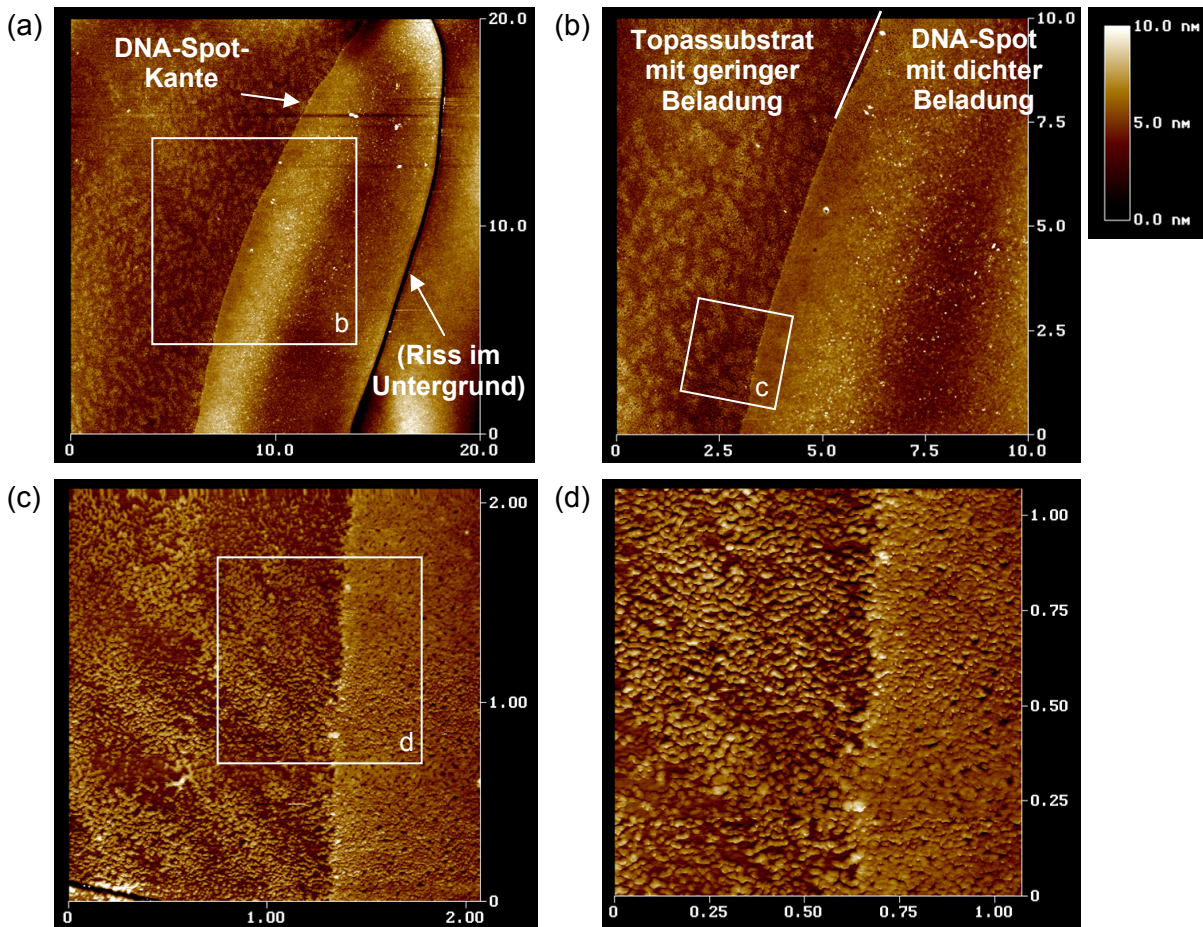 (a)
DNA-Spot-
Kante
b
(Riss im
Untergrund)
20.0
10.0
0
0
10.0
20.0
(b)
Topassubstrat
mit geringer
Beladung
DNA-Spot
mit dichter
Beladung
c
10.0
7.5
5.0
2.5
0
0
2.5
5.0
7.5
10.0
10.0 nm
5.0 nm
0.0 nm
(c)
d
2.00
1.00
0
0
1.00
2.00
(d)
1.00
0.75
0.50
0.25
0
0
0.25
0.50
0.75
1.00